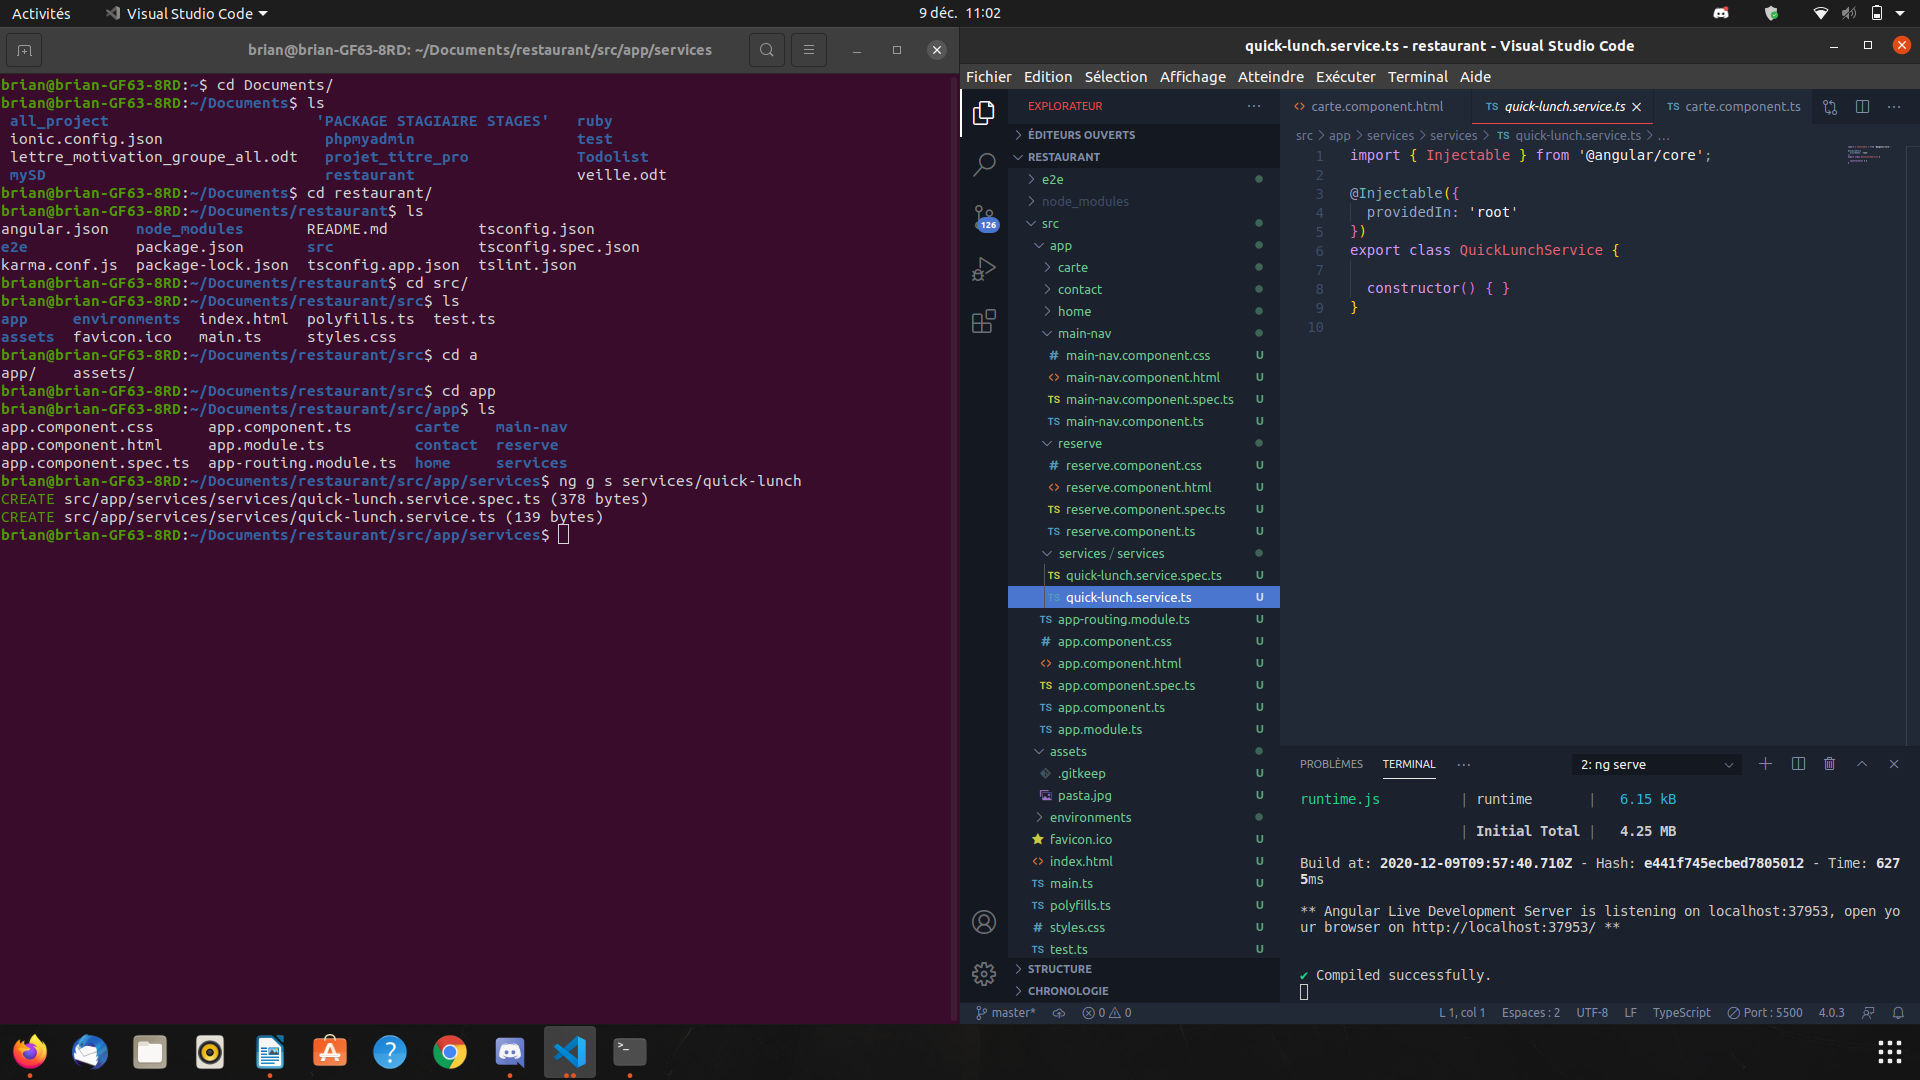 Activités
Visual Studio Code
9 déc. 11:02
brian@brian-GF63-8RD: ~/Documents/restaurant/src/app/services
brian@brian-GF63-8RD:~$ cd Documents/
brian@brian-GF63-8RD:~/Documents$ ls
all_project 'PACKAGE STAGIAIRE STAGES' ruby
ionic.config.json phpmyadmin test
lettre_motivation_groupe_all.odt projet_titre_pro Todolist
mySD restaurant veille.odt
brian@brian-GF63-8RD:~/Documents$ cd restaurant/
brian@brian-GF63-8RD:~/Documents/restaurant$ ls
angular.json node_modules README.md tsconfig.json
e2e package.json src tsconfig.spec.json
karma.conf.js package-lock.json tsconfig.app.json tslint.json
brian@brian-GF63-8RD:~/Documents/restaurant$ cd src/
brian@brian-GF63-8RD:~/Documents/restaurant/src$ ls
app environments index.html polyfills.ts test.ts
assets favicon.ico main.ts styles.css
brian@brian-GF63-8RD:~/Documents/restaurant/src$ cd a
app/ assets/
brian@brian-GF63-8RD:~/Documents/restaurant/src$ cd app
brian@brian-GF63-8RD:~/Documents/restaurant/src/app$ ls
app.component.css app.component.ts carte main-nav
app.component.html app.module.ts contact reserve
app.component.spec.ts app-routing.module.ts home services
brian@brian-GF63-8RD:~/Documents/restaurant/src/app/services$ ng g s services/quick-lunch
CREATE src/app/services/services/quick-lunch.service.spec.ts (378 bytes)
CREATE src/app/services/services/quick-lunch.service.ts (139 bytes)
brian@brian-GF63-8RD:~/Documents/restaurant/src/app/services$
quick-lunch.service.ts - restaurant - Visual Studio Code
Fichier Edition Sélection Affichage Atteindre Exécuter Terminal Aide
126
EXPLORATEUR ···
ÉDITEURS OUVERTS
RESTAURANT
e2e
node_modules
src
app
carte
contact
home
main-nav
# main-nav.component.css U
<> main-nav.component.html U
TS main-nav.component.spec.ts U
TS main-nav.component.ts U
reserve
# reserve.component.css U
<> reserve.component.html U
TS reserve.component.spec.ts U
TS reserve.component.ts U
services / services
TS quick-lunch.service.spec.ts U
TS quick-lunch.service.ts U
TS app-routing.module.ts U
# app.component.css U
<> app.component.html U
TS app.component.spec.ts U
TS app.component.ts U
TS app.module.ts U
assets
.gitkeep U
pasta.jpg U
environments
favicon.ico U
<> index.html U
TS main.ts U
TS polyfills.ts U
# styles.css U
TS test.ts U
STRUCTURE
CHRONOLOGIE
<> carte.component.html
TS quick-lunch.service.ts
TS carte.component.ts
src > app > services > services > TS quick-lunch.service.ts > ...
1 import { Injectable } from '@angular/core';
2
3 @Injectable({
4 providedIn: 'root'
5 })
6 export class QuickLunchService {
7
8 constructor() { }
9 }
10
PROBLÈMES TERMINAL ··· 2: ng serve
runtime.js | runtime | 6.15 kB
| Initial Total | 4.25 MB
Build at: 2020-12-09T09:57:40.710Z - Hash: e441f745ecbed7805012 - Time: 627
5ms
** Angular Live Development Server is listening on localhost:37953, open yo
ur browser on http://localhost:37953/ **
✔ Compiled successfully.
master* 0 0 L 1, col 1 Espaces : 2 UTF-8 LF TypeScript Port : 5500 4.0.3